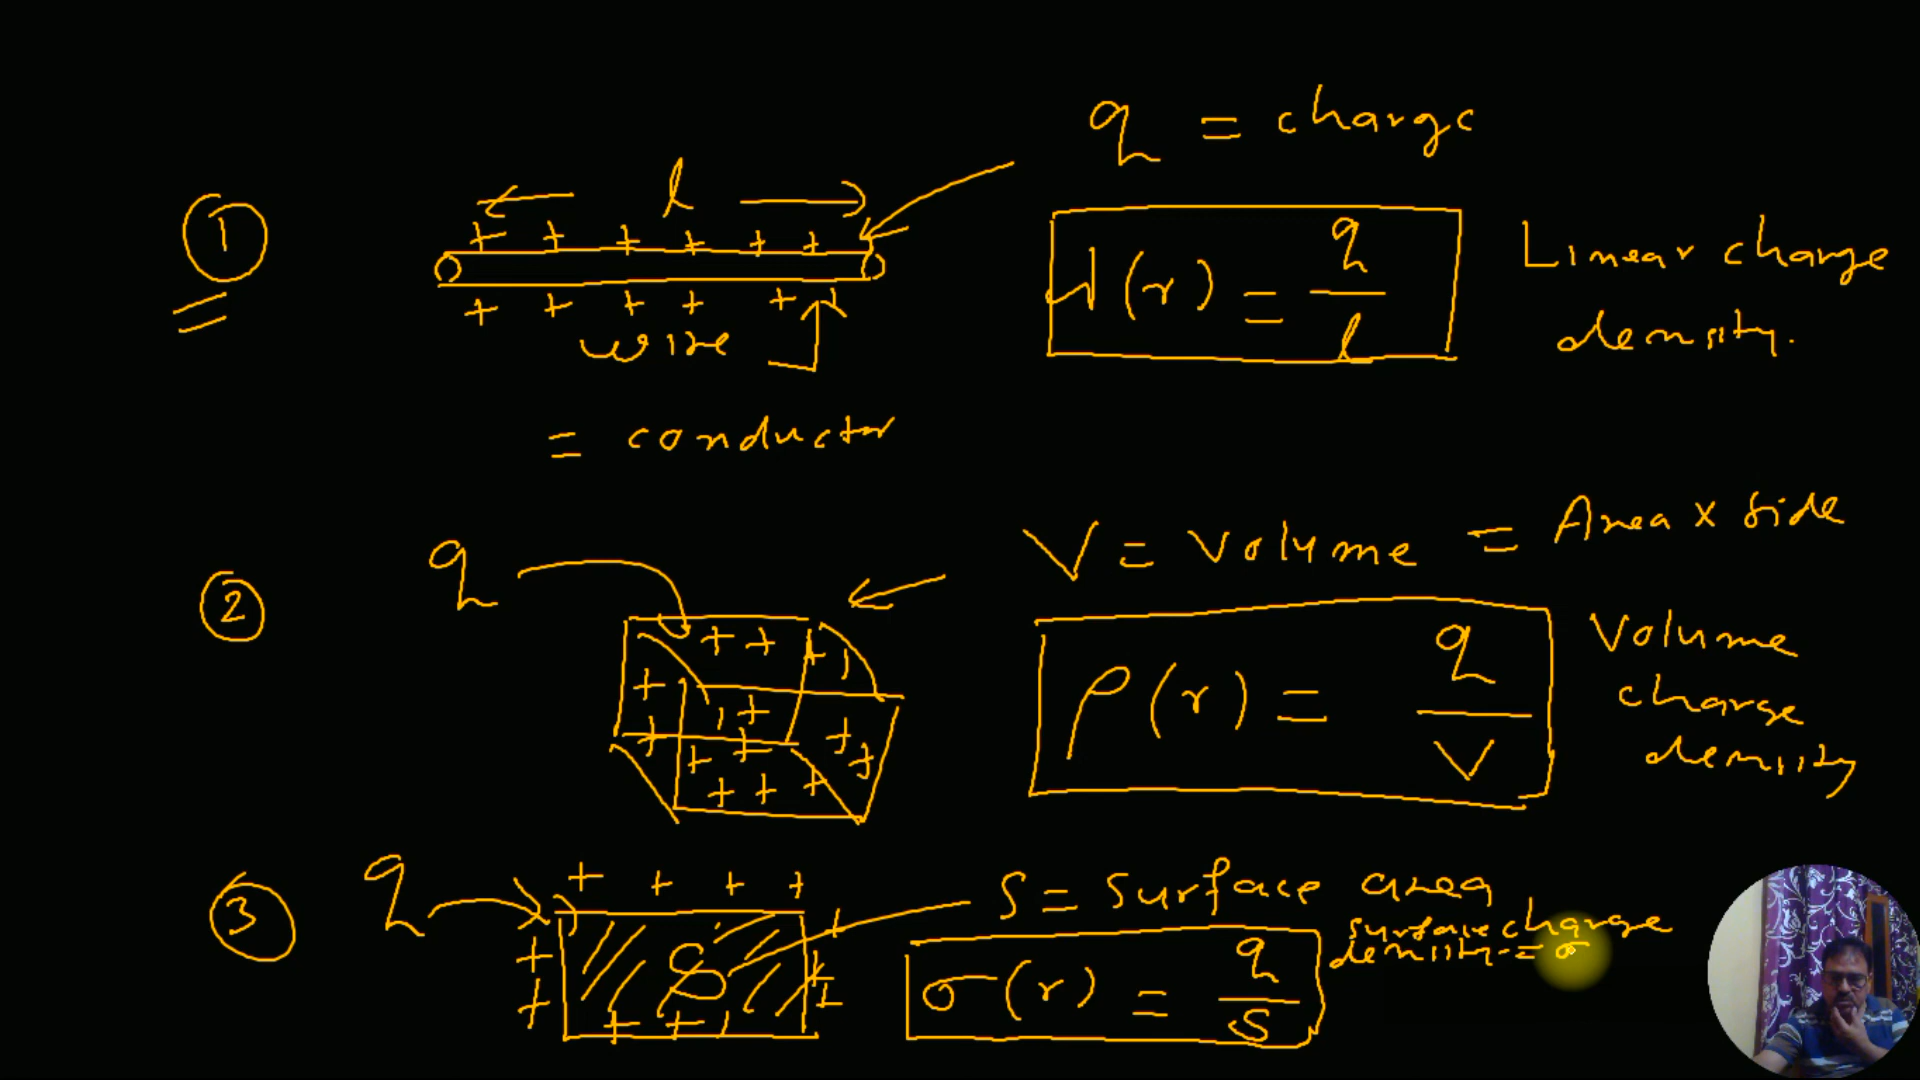 q = charge
①
l
+ + + + + +
+ + + + + +
wire
= conductor
λ(r) = q/l
Linear charge
density.
②
q
V = Volume = Area × Side
ρ(r) = q/V
Volume
charge
density
③
q
+ + + +
S
S = Surface area
σ(r) = q/S
surface charge
density = σ